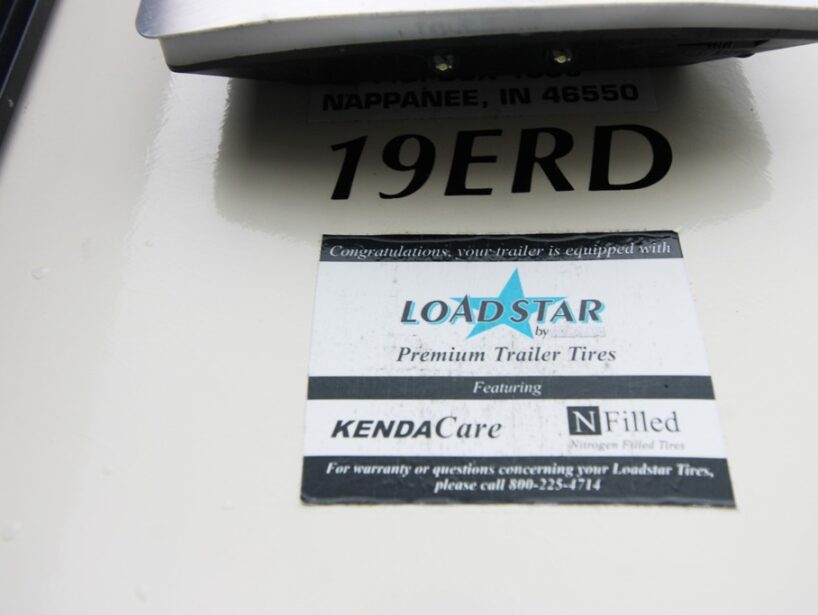 NAPPANEE, IN 46550
19ERD
Congratulations, your trailer is equipped with
LOADSTAR
by
Premium Trailer Tires
Featuring
KENDACare
N Filled
Nitrogen Filled Tires
For warranty or questions concerning your Loadstar Tires,
please call 800-225-4714